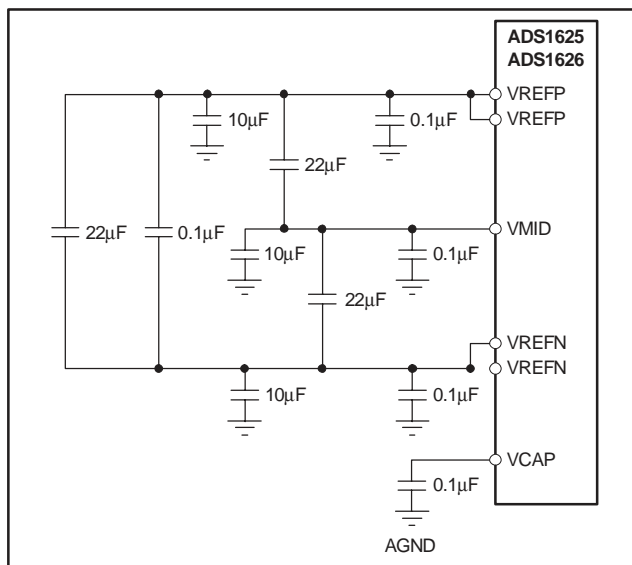 ADS1625
ADS1626
VREFP
10μF
0.1μF
VREFP
22μF
22μF
0.1μF
VMID
10μF
0.1μF
22μF
VREFN
VREFN
10μF
0.1μF
VCAP
0.1μF
AGND